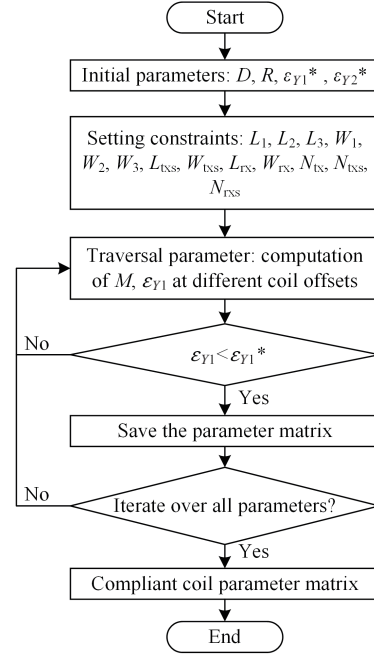 Start
Initial parameters: D, R, εY1* , εY2*
Setting constraints: L1, L2, L3, W1,
W2, W3, Ltxs, Wtxs, Lrx, Wrx, Ntx, Ntxs,
Nrxs
Traversal parameter: computation
of M, εY1 at different coil offsets
No
εY1<εY1*
Yes
Save the parameter matrix
No
Iterate over all parameters?
Yes
Compliant coil parameter matrix
End